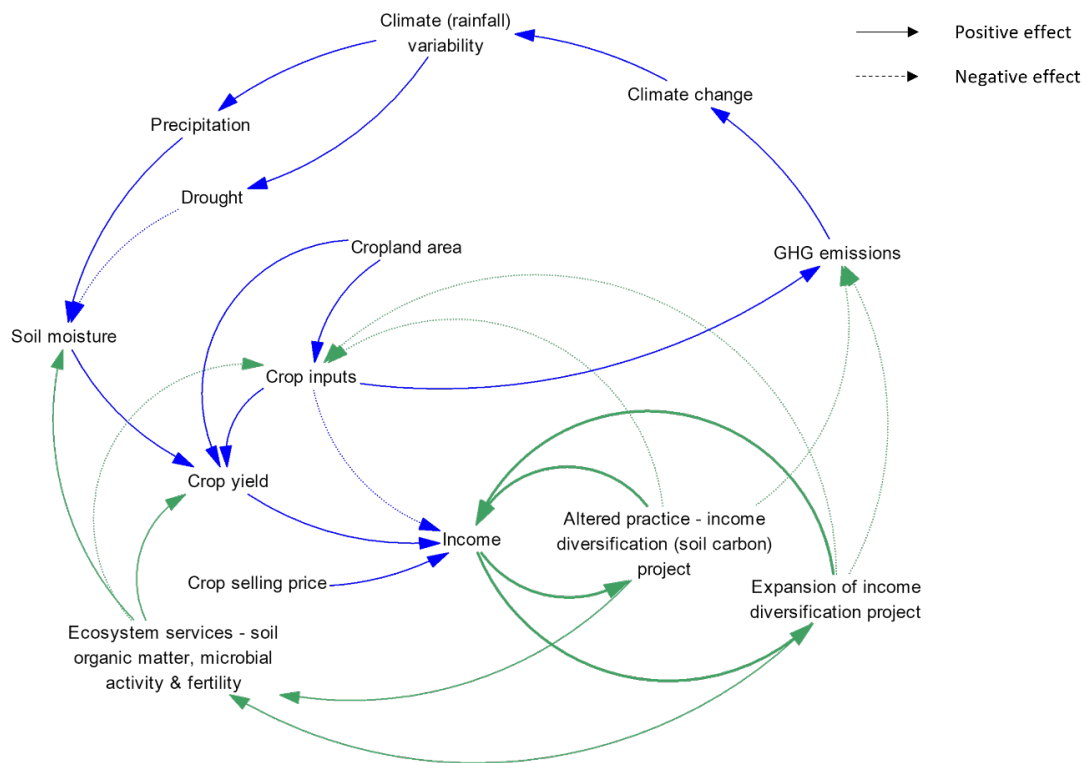 Climate (rainfall)
variability
Positive effect
Negative effect
Climate change
Precipitation
Drought
Cropland area
GHG emissions
Soil moisture
Crop inputs
Crop yield
Altered practice - income
diversification (soil carbon)
project
Income
Crop selling price
Expansion of income
diversification project
Ecosystem services - soil
organic matter, microbial
activity & fertility